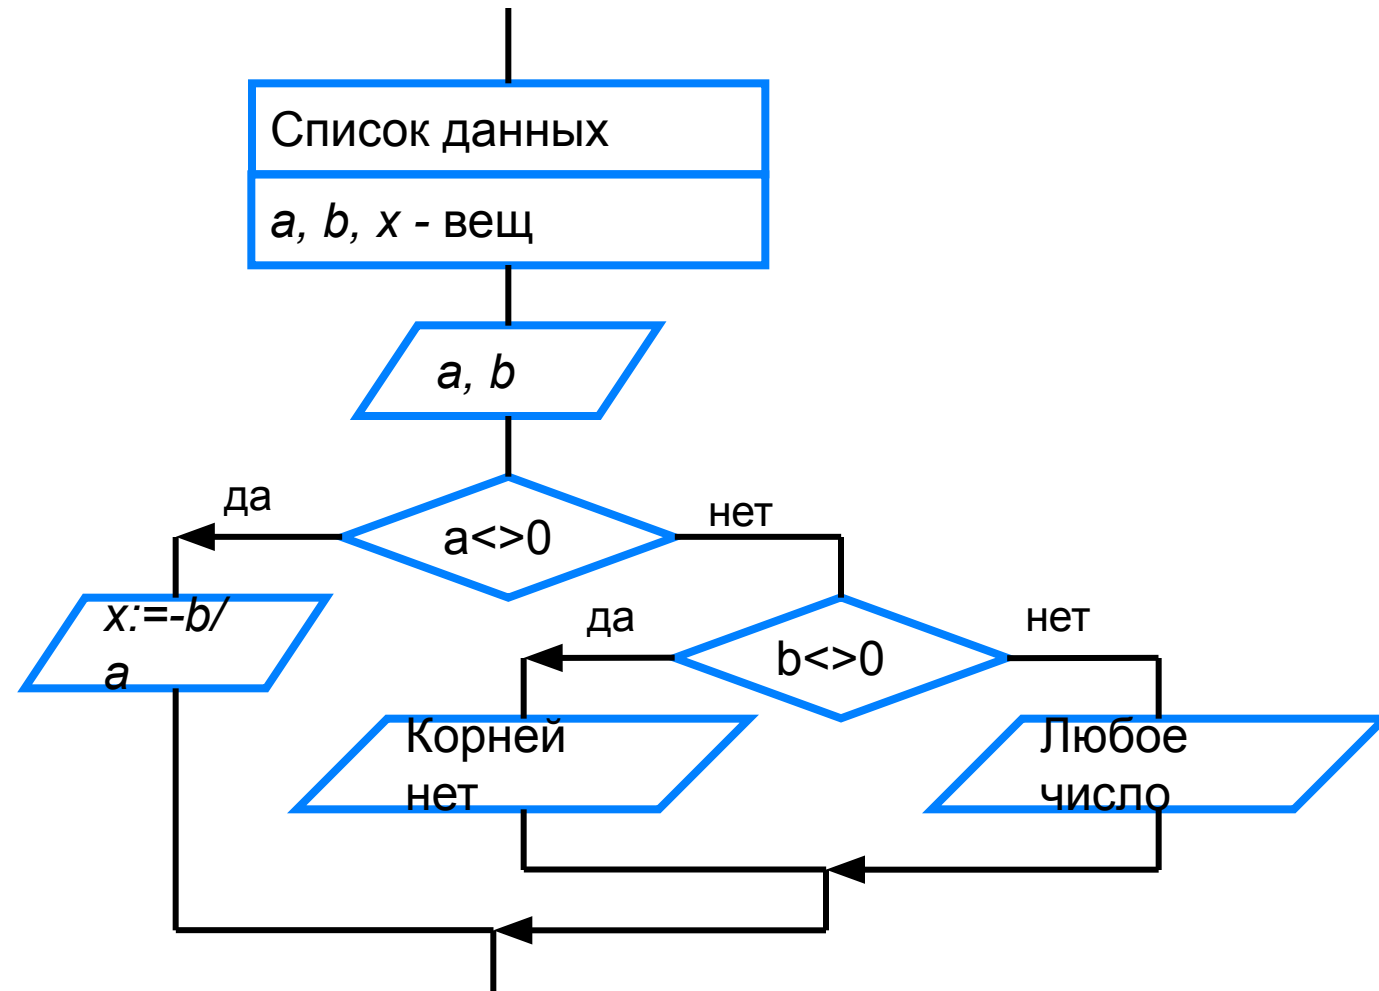 Список данных
a, b, x - вещ
a, b
да
нет
a<>0
x:=-b/
a
да
нет
b<>0
Корней
нет
Любое
число